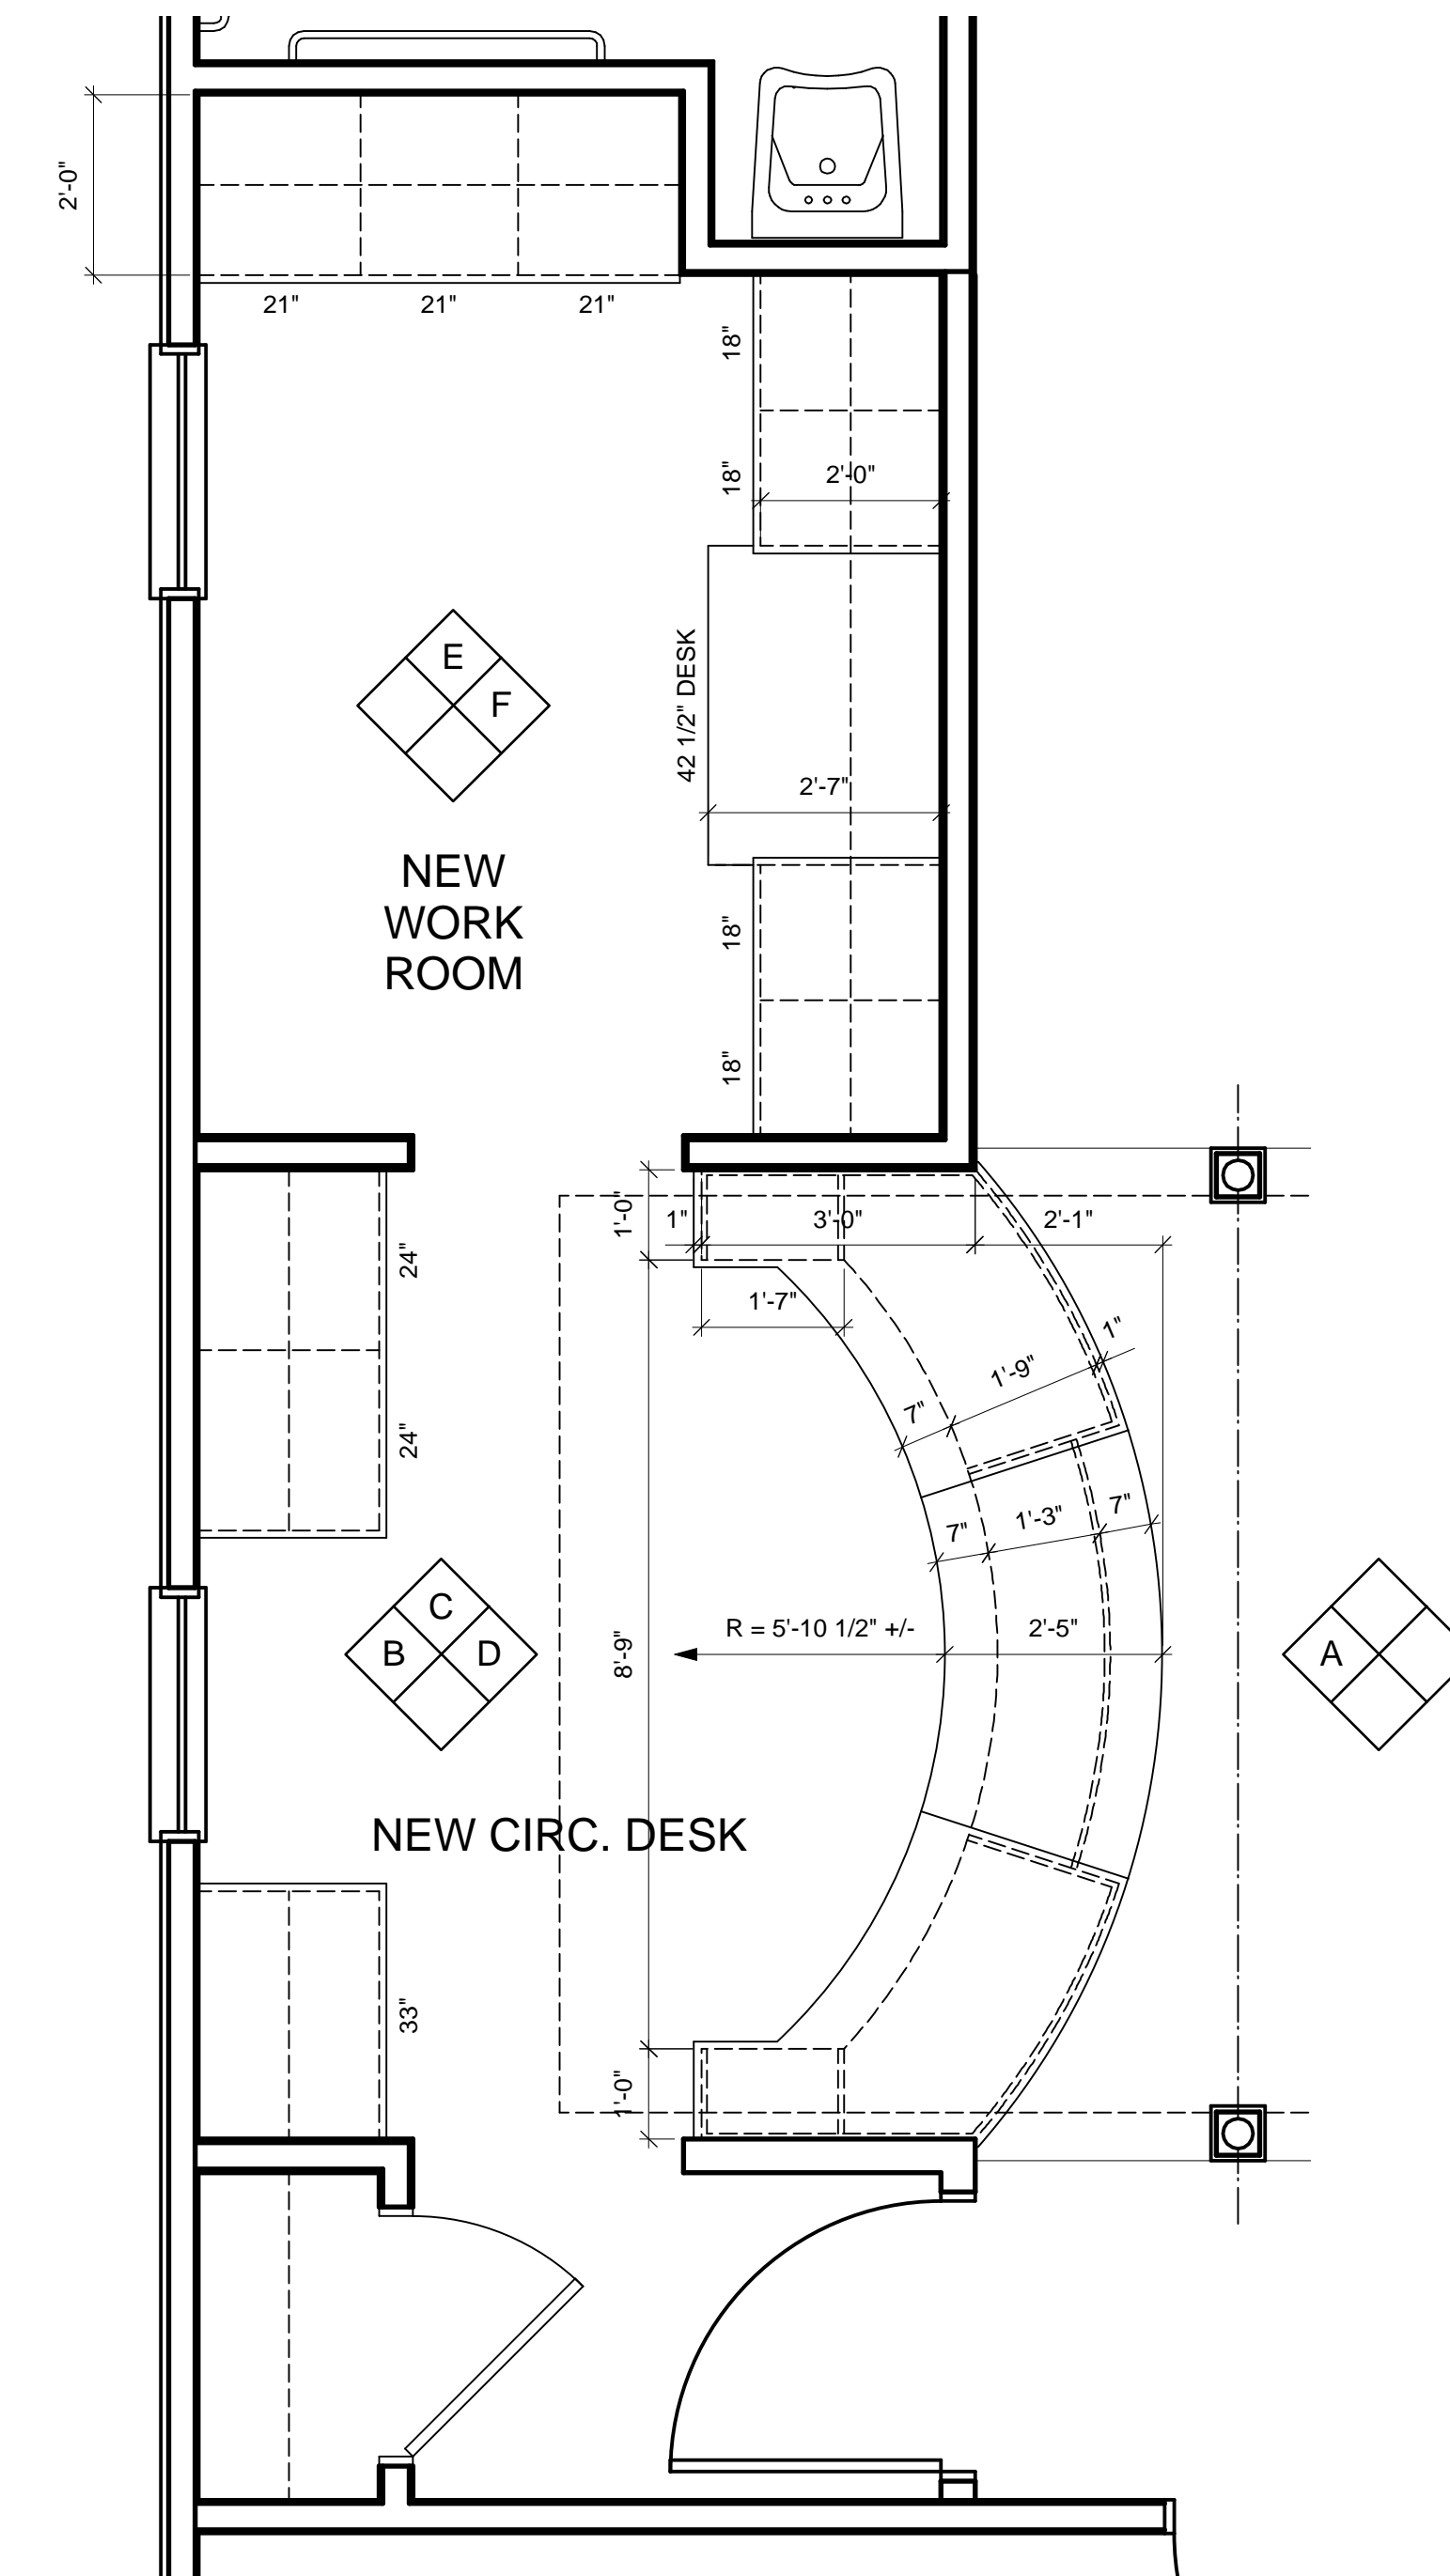 2'-0"
21" 21" 21"
18"
18"
2'-0"
42 1/2" DESK
2'-7"
E
F
NEW
WORK
ROOM
18"
18"
1'-0"
1" 3'-0" 2'-1"
24"
1'-7"
1"
1'-9"
7"
24"
7" 1'-3" 7"
C
B D
R = 5'-10 1/2" +/-
2'-5"
A
8'-9"
NEW CIRC. DESK
33"
1'-0"